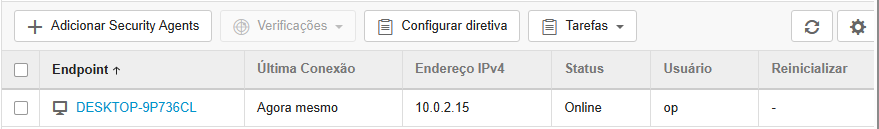 + Adicionar Security Agents Verificações Configurar diretiva Tarefas
Endpoint ↑ Última Conexão Endereço IPv4 Status Usuário Reinicializar
DESKTOP-9P736CL Agora mesmo 10.0.2.15 Online op -